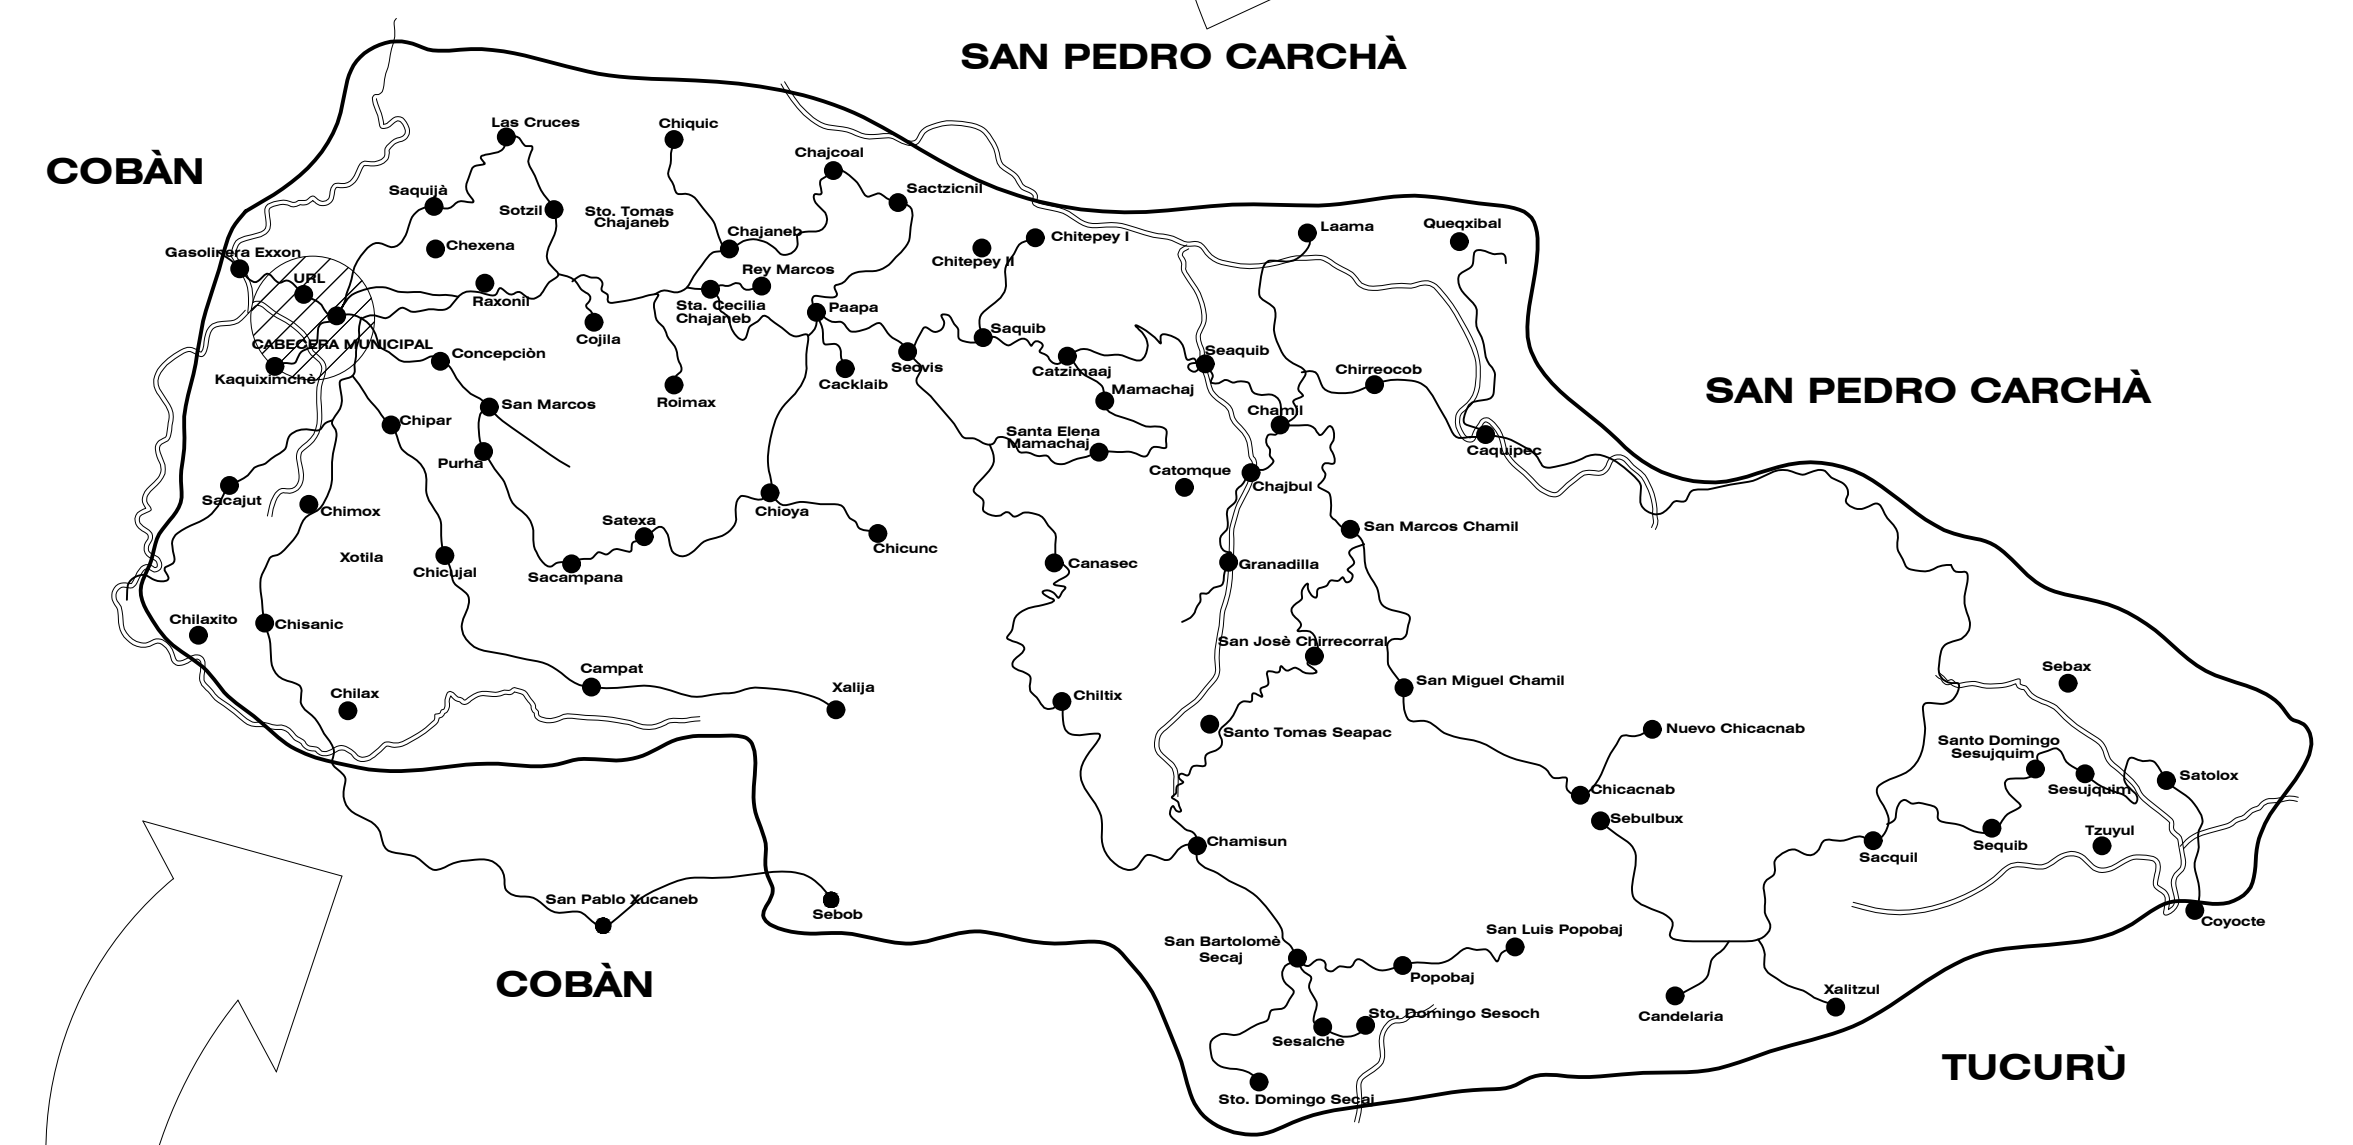 SAN PEDRO CARCHÀ
COBÀN
Las Cruces
Chiquic
Chajcoal
Saquijà
Sotzil
Sto. Tomas
Chajaneb
Sactzicnil
Chajaneb
Chexena
Gasolinera Exxon
URL
Raxonil
Rey Marcos
Sta. Cecilia
Chajaneb
Paapa
Chitepey I
Chitepey II
Laama
Queqxibal
CABECERA MUNICIPAL
Kaquiximchè
Concepciòn
Cojila
Roimax
Cacklaib
Seovis
Saquib
Catzimaaj
Mamachaj
Seaquib
Chirreocob
SAN PEDRO CARCHÀ
Chamil
Caquipec
Chipar
San Marcos
Purha
Santa Elena
Mamachaj
Catomque
Chajbul
Sacajut
Chimox
Xotila
Chicujal
Satexa
Sacampana
Chioya
Chicunc
Canasec
Granadilla
San Marcos Chamil
Chilaxito
Chisanic
Chilax
Campat
Xalija
Chiltix
San Josè Chirrecorral
San Miguel Chamil
Santo Tomas Seapac
Nuevo Chicacnab
Sebax
Santo Domingo
Sesujquim
Sesujquim
Satolox
Chicacnab
Sebulbux
Chamisun
Sacquil
Sequib
Tzuyul
Coyocte
San Pablo Xucaneb
Sebob
COBÀN
San Bartolomè
Secaj
San Luis Popobaj
Popobaj
Sto. Domingo Sesoch
Sesalche
Sto. Domingo Secaj
Candelaria
Xalitzul
TUCURÙ